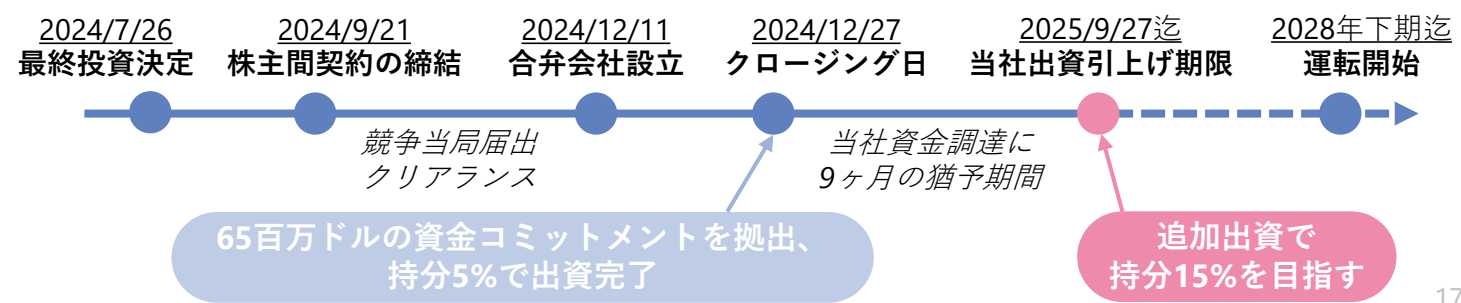 2024/7/26
最終投資決定
2024/9/21
株主間契約の締結
2024/12/11
合弁会社設立
2024/12/27
クロージング日
2025/9/27迄
当社出資引上げ期限
2028年下期迄
運転開始
競争当局届出
クリアランス
当社資金調達に
9ヶ月の猶予期間
65百万ドルの資金コミットメントを拠出、
持分5%で出資完了
追加出資で
持分15%を目指す
17